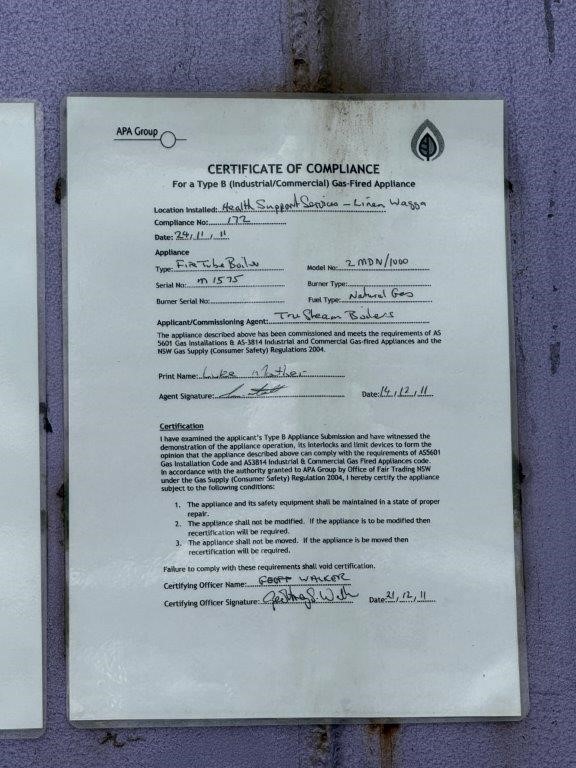 APA Group
CERTIFICATE OF COMPLIANCE
For a Type B (Industrial/Commercial) Gas-Fired Appliance
Location Installed: Health Support Services - Linen Wagga
Compliance No: 172
Date: 24, 11, 11
Appliance
Type: Fire Tube Boiler Model No: 2 MDN/1000
Serial No: M1575 Burner Type:
Burner Serial No: Fuel Type: Natural Gas
Applicant/Commissioning Agent: Tru Steam Boilers
The appliance described above has been commissioned and meets the requirements of AS
5601 Gas Installations & AS-3814 Industrial and Commercial Gas-fired Appliances and the
NSW Gas Supply (Consumer Safety) Regulations 2004.
Print Name: Luke Mather
Agent Signature: Date: 14, 12, 11
Certification
I have examined the applicant's Type B Appliance Submission and have witnessed the
demonstration of the appliance operation, its interlocks and limit devices to form the
opinion that the appliance described above can comply with the requirements of AS5601
Gas Installation Code and AS3814 Industrial & Commercial Gas Fired Appliances code.
In accordance with the authority granted to APA Group by Office of Fair Trading NSW
under the Gas Supply (Consumer Safety) Regulation 2004, I hereby certify the appliance
subject to the following conditions:
1. The appliance and its safety equipment shall be maintained in a state of proper
repair.
2. The appliance shall not be modified. If the appliance is to be modified then
recertification will be required.
3. The appliance shall not be moved. If the appliance is be moved then
recertification will be required.
Failure to comply with these requirements shall void certification.
Certifying Officer Name: GEOFF WALKER
Certifying Officer Signature: Date: 21, 12, 11